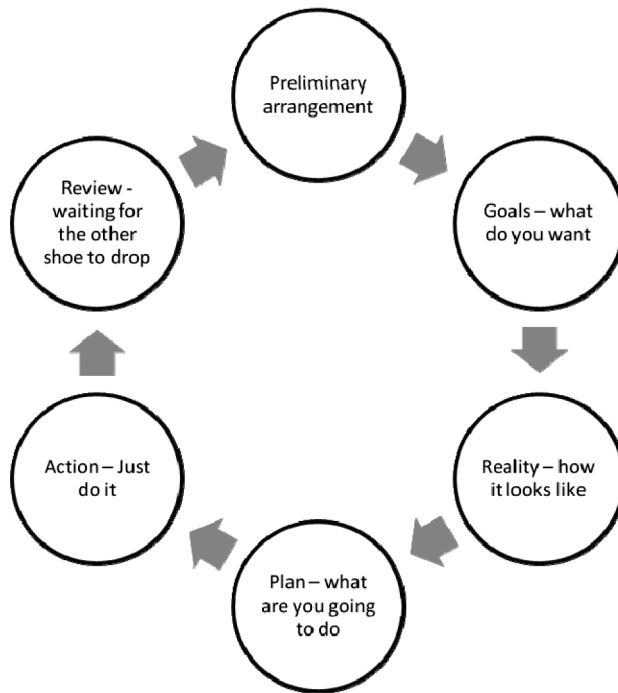 Preliminary
arrangement
Goals – what
do you want
Reality – how
it looks like
Plan – what
are you going
to do
Action – Just
do it
Review -
waiting for
the other
shoe to drop